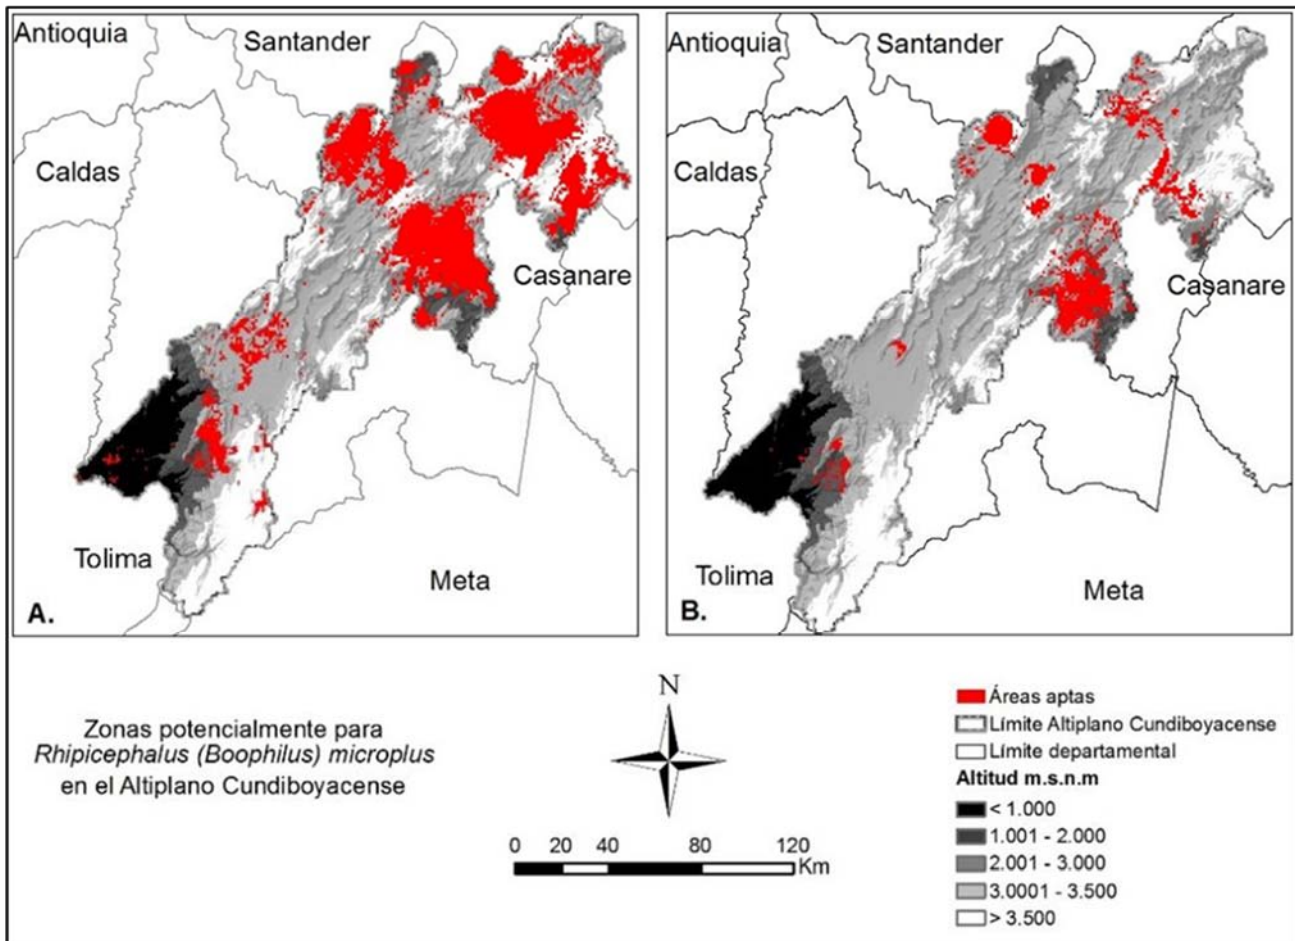 Antioquia
Santander
Caldas
Casanare
Tolima
Meta
A.
Antioquia
Santander
Caldas
Casanare
Tolima
Meta
B.
Zonas potencialmente para
Rhipicephalus (Boophilus) microplus
en el Altiplano Cundiboyacense
N
0 20 40 80 120
Km
Áreas aptas
Límite Altiplano Cundiboyacense
Límite departamental
Altitud m.s.n.m
< 1.000
1.001 - 2.000
2.001 - 3.000
3.0001 - 3.500
> 3.500